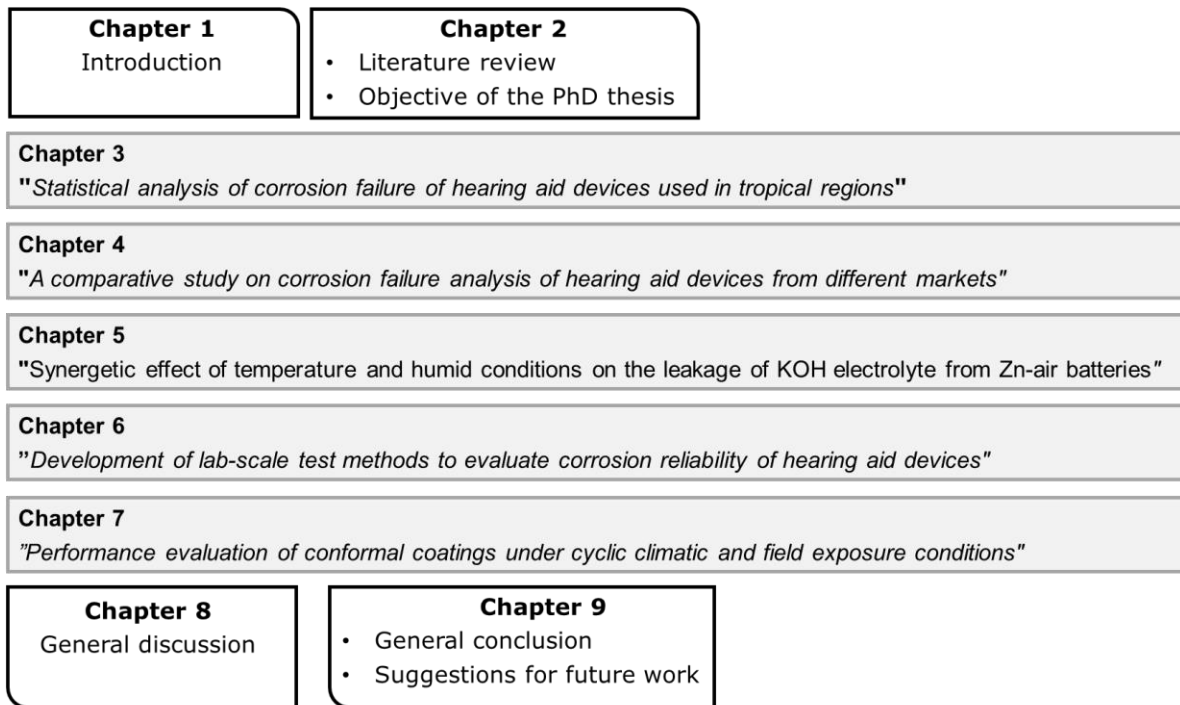 Chapter 1
Introduction
Chapter 2
• Literature review
• Objective of the PhD thesis
Chapter 3
"Statistical analysis of corrosion failure of hearing aid devices used in tropical regions"
Chapter 4
"A comparative study on corrosion failure analysis of hearing aid devices from different markets"
Chapter 5
"Synergetic effect of temperature and humid conditions on the leakage of KOH electrolyte from Zn-air batteries"
Chapter 6
”Development of lab-scale test methods to evaluate corrosion reliability of hearing aid devices"
Chapter 7
”Performance evaluation of conformal coatings under cyclic climatic and field exposure conditions"
Chapter 8
General discussion
Chapter 9
• General conclusion
• Suggestions for future work